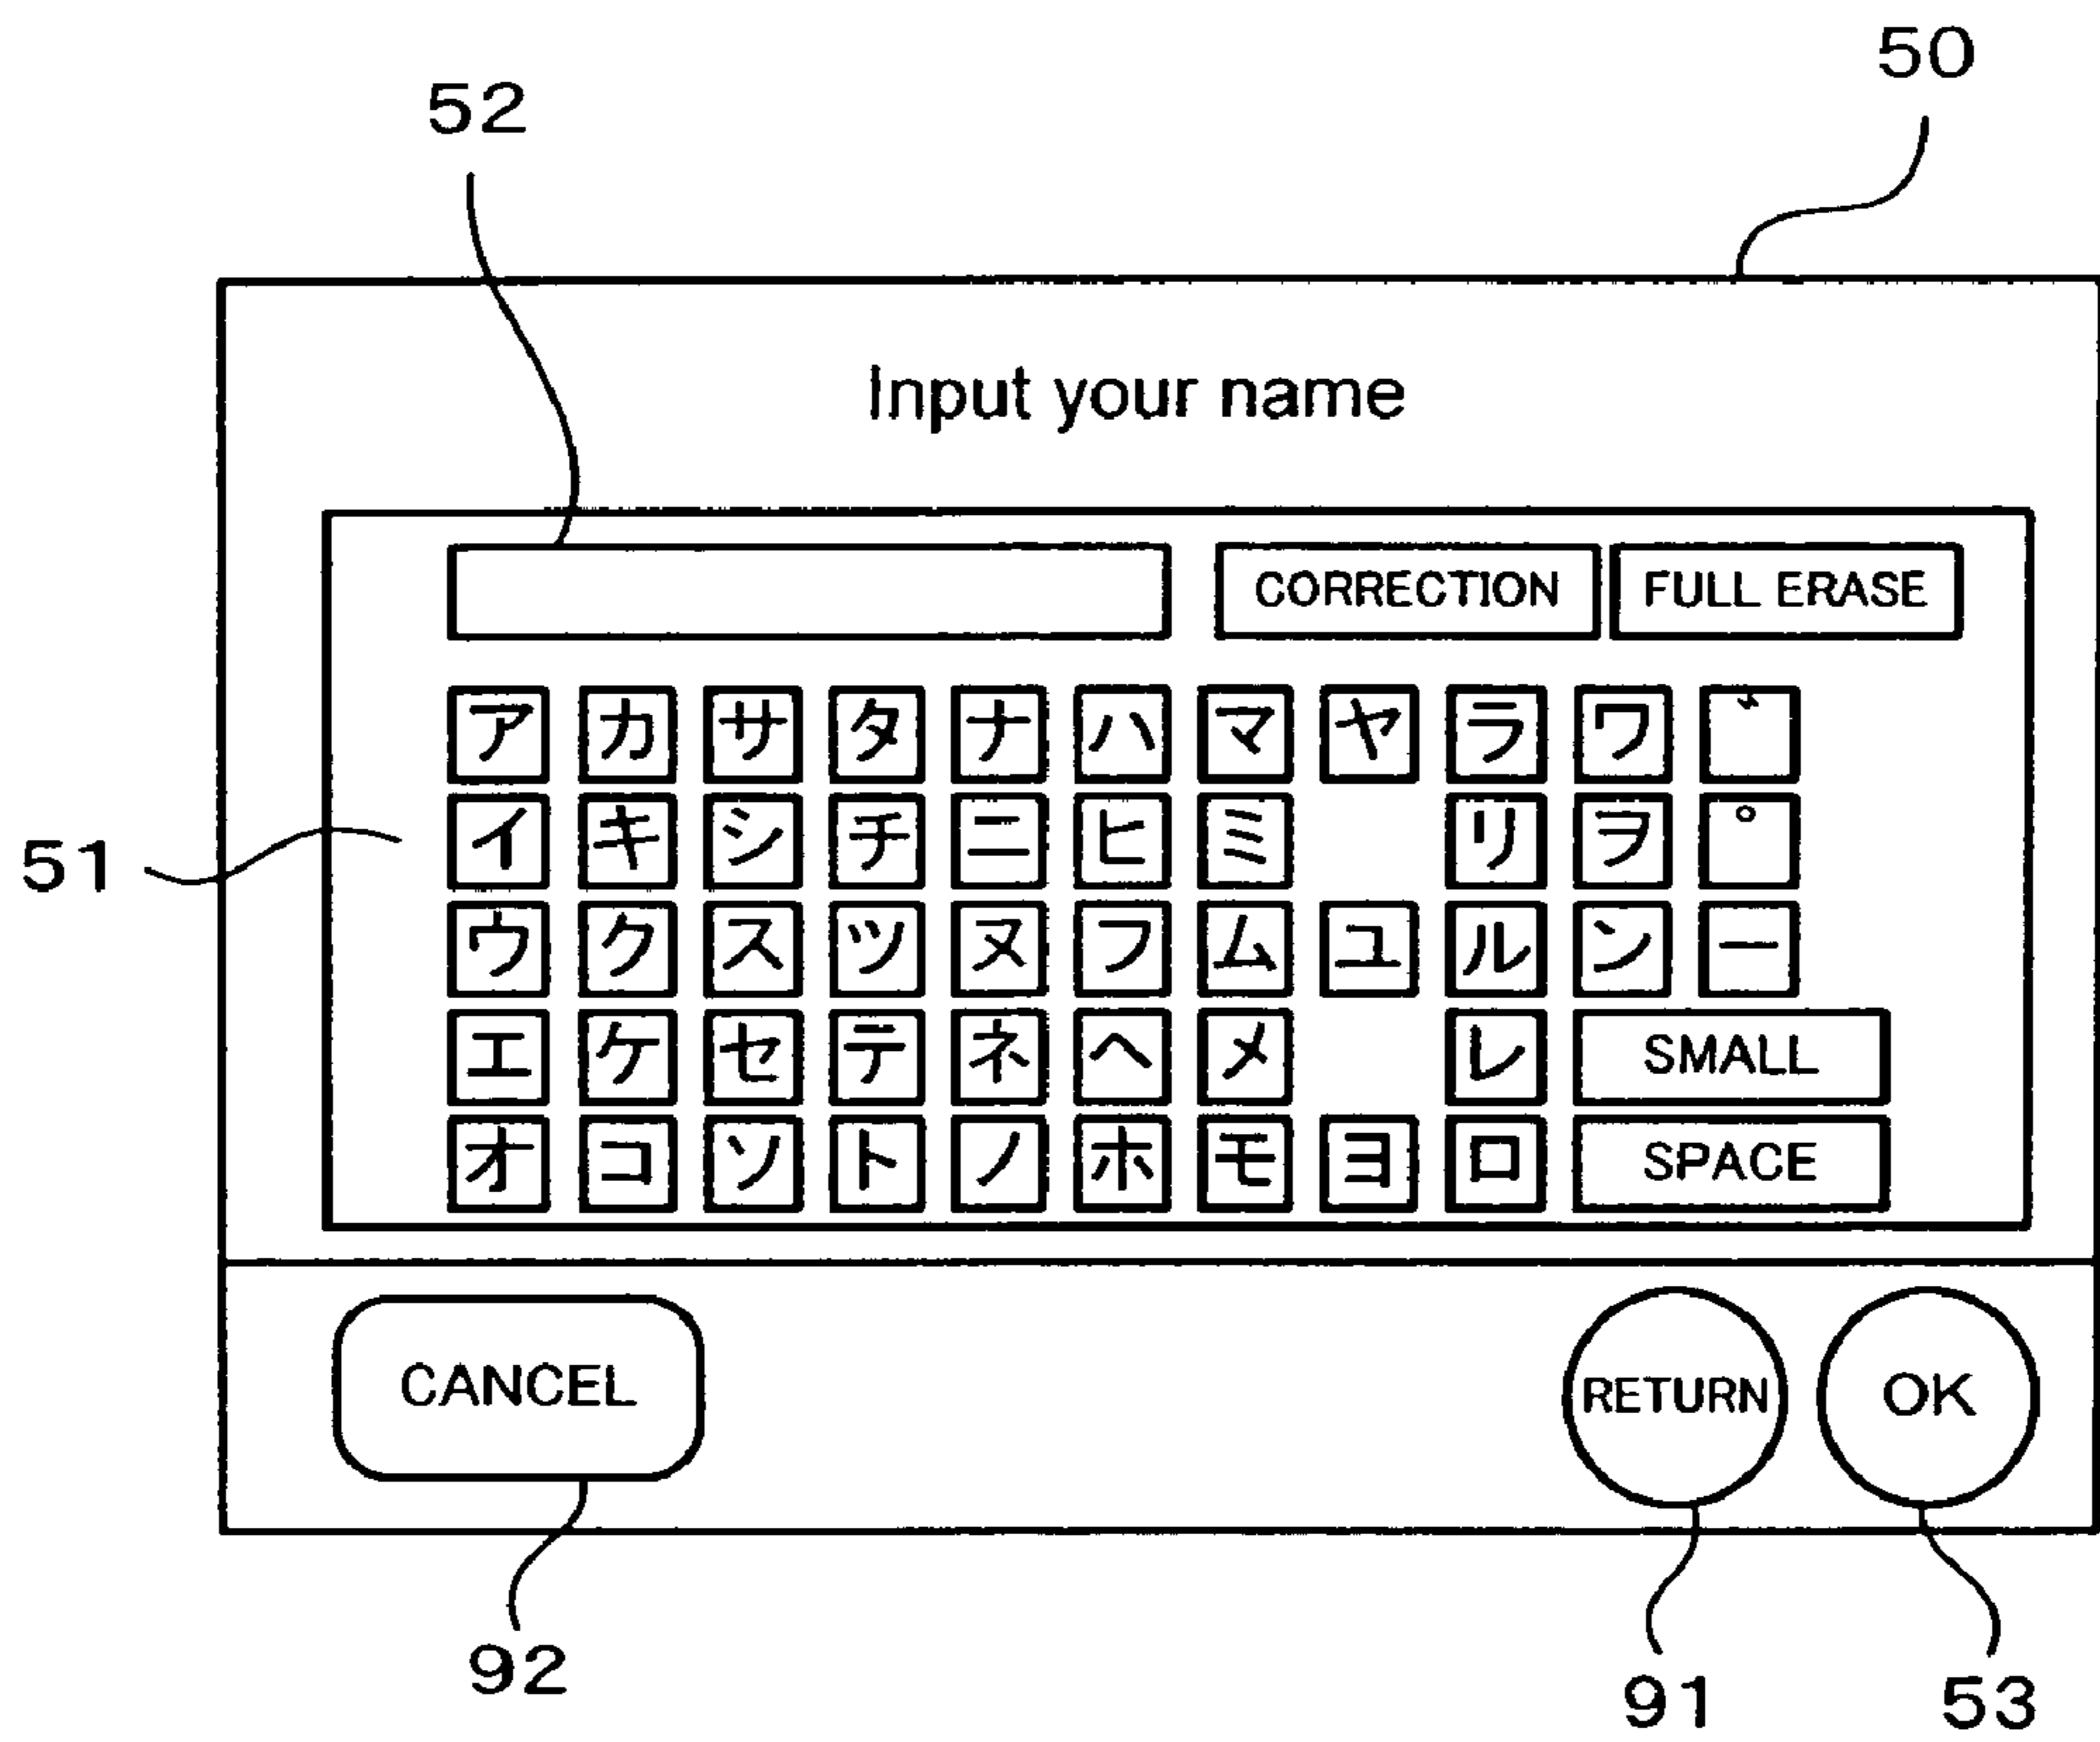 50
52
Input your name
CORRECTION FULL ERASE
ア カ サ タ ナ ハ マ ヤ ラ ワ ゛
51 イ キ シ チ ニ ヒ ミ リ ヲ ゜
ウ ク ス ツ ヌ フ ム ユ ル ン ー
エ ケ セ テ ネ ヘ メ レ SMALL
オ コ ソ ト ノ ホ モ ヨ ロ SPACE
CANCEL RETURN OK
92 91 53